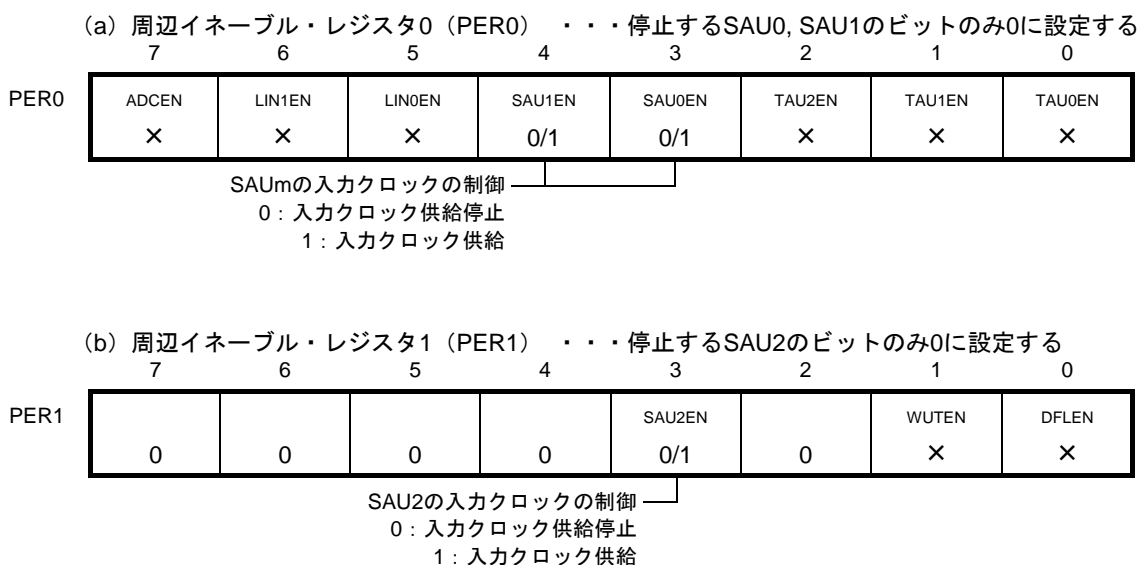 (a) 周辺イネーブル・レジスタ0（PER0） ・・・停止するSAU0, SAU1のビットのみ0に設定する
7 6 5 4 3 2 1 0
PER0 ADCEN LIN1EN LIN0EN SAU1EN SAU0EN TAU2EN TAU1EN TAU0EN
× × × 0/1 0/1 × × ×
SAUmの入力クロックの制御
0：入力クロック供給停止
1：入力クロック供給
(b) 周辺イネーブル・レジスタ1（PER1） ・・・停止するSAU2のビットのみ0に設定する
7 6 5 4 3 2 1 0
PER1 SAU2EN WUTEN DFLEN
0 0 0 0 0/1 0 × ×
SAU2の入力クロックの制御
0：入力クロック供給停止
1：入力クロック供給